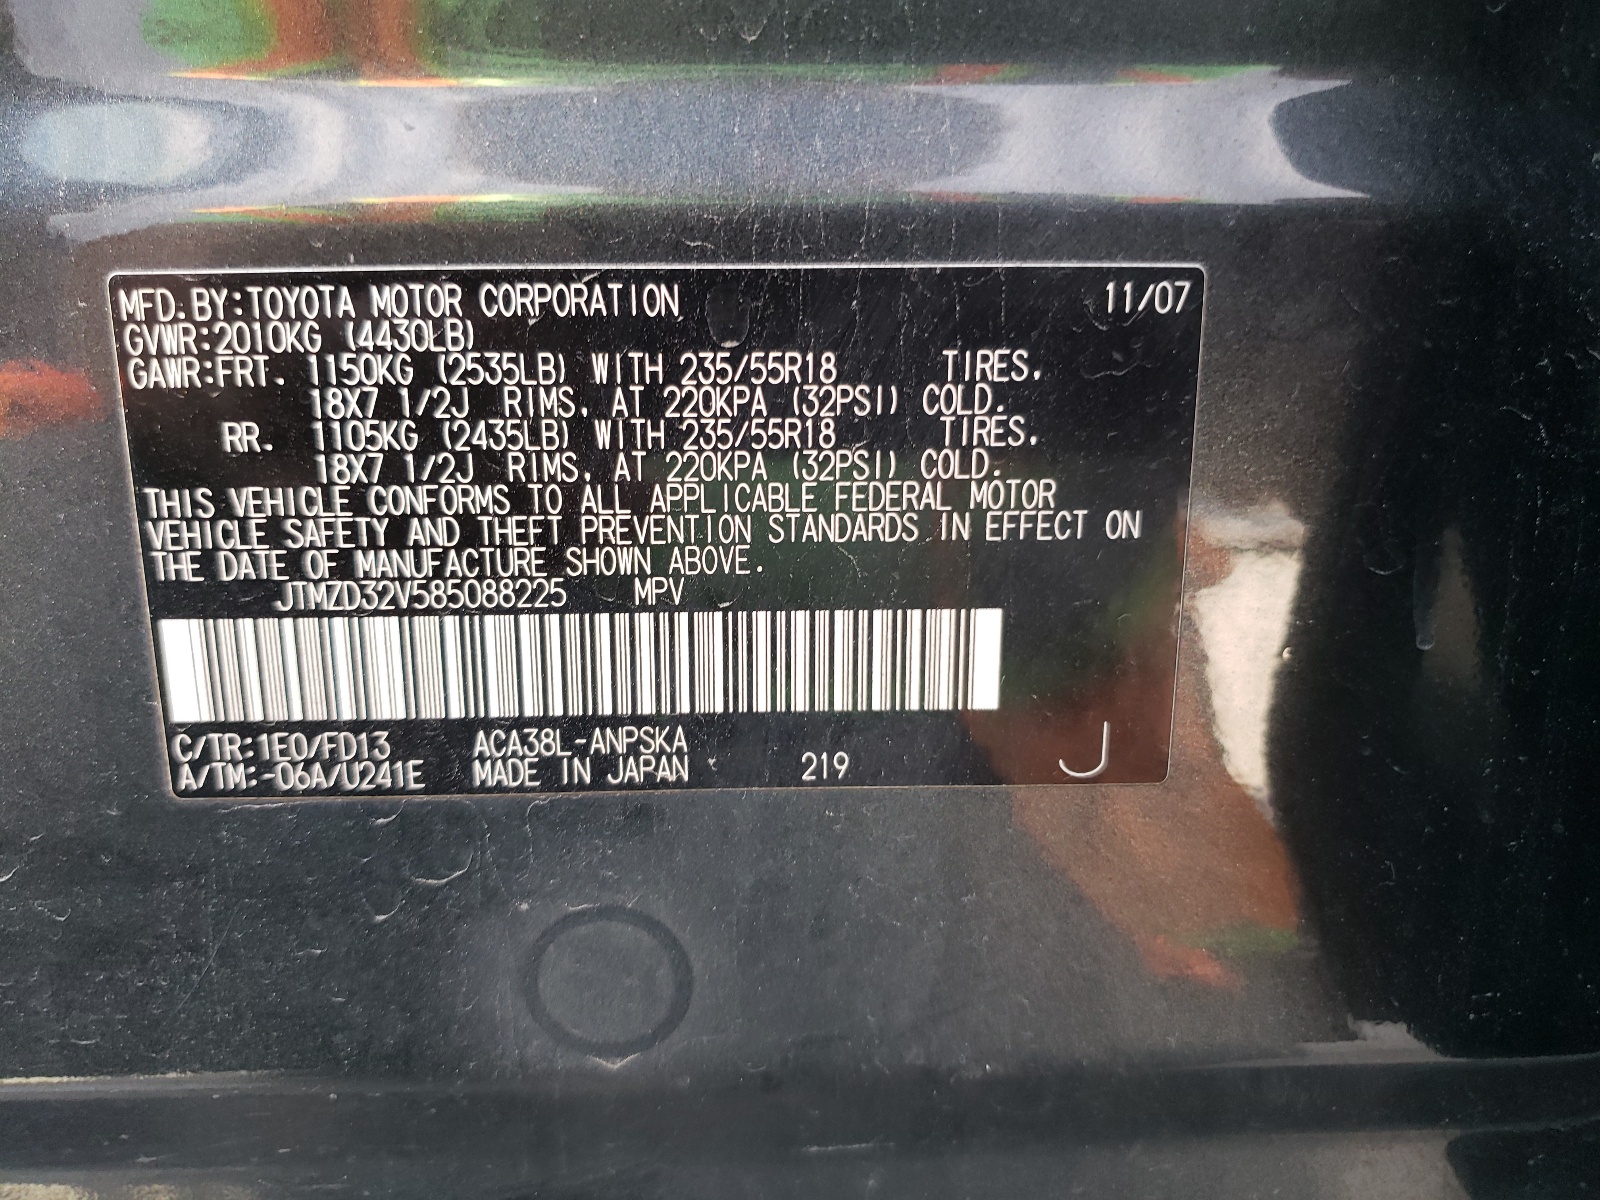 MFD. BY:TOYOTA MOTOR CORPORATION 11/07
GVWR:2010KG (4430LB)
GAWR:FRT. 1150KG (2535LB) WITH 235/55R18 TIRES.
18X7 1/2J RIMS, AT 220KPA (32PSI) COLD.
RR. 1105KG (2435LB) WITH 235/55R18 TIRES.
18X7 1/2J RIMS, AT 220KPA (32PSI) COLD.
THIS VEHICLE CONFORMS TO ALL APPLICABLE FEDERAL MOTOR
VEHICLE SAFETY AND THEFT PREVENTION STANDARDS IN EFFECT ON
THE DATE OF MANUFACTURE SHOWN ABOVE.
JTMZD32V585088225 MPV
C/TR:1E0/FD13 ACA38L-ANPSKA
A/TM:-06A/U241E MADE IN JAPAN 219 J